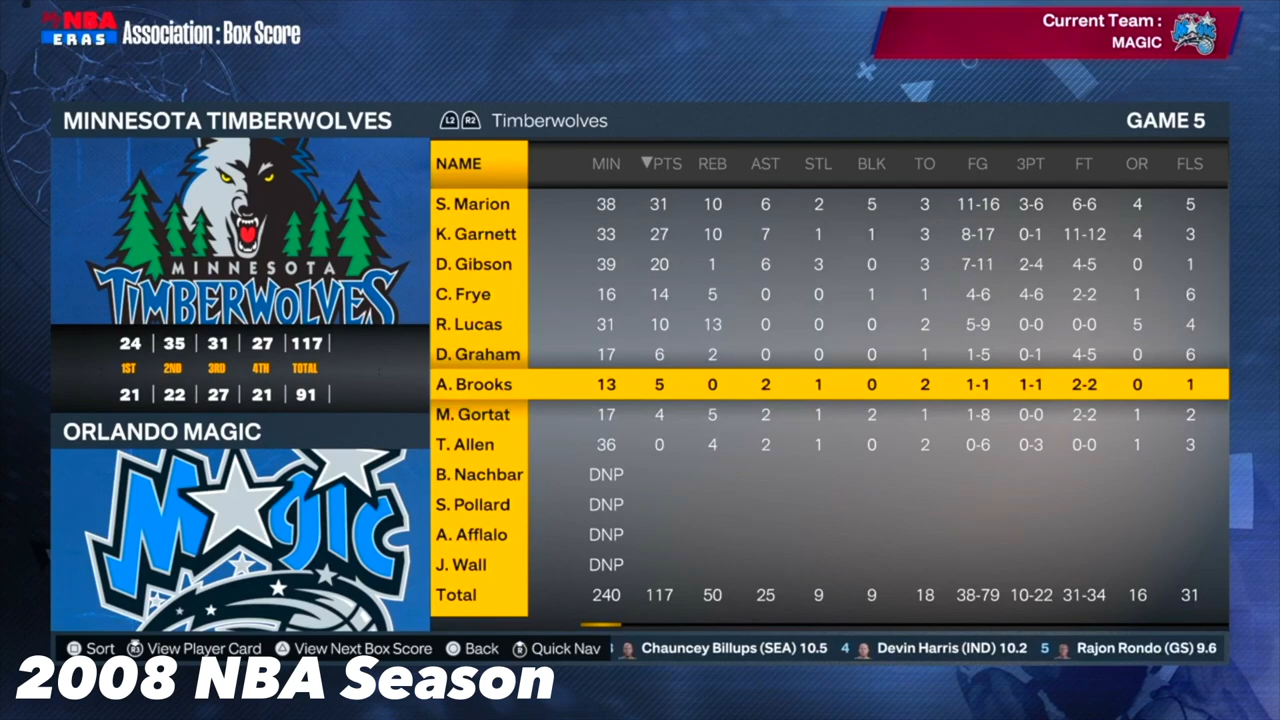 NBA ERAS Association : Box Score
Current Team :
MAGIC
MINNESOTA TIMBERWOLVES
MINNESOTA
TIMBERWOLVES
24 | 35 | 31 | 27 | 117 |
1ST 2ND 3RD 4TH TOTAL
21 | 22 | 27 | 21 | 91 |
ORLANDO MAGIC
Magic
L2 R2 Timberwolves GAME 5
NAME MIN ▼PTS REB AST STL BLK TO FG 3PT FT OR FLS
S. Marion 38 31 10 6 2 5 3 11-16 3-6 6-6 4 5
K. Garnett 33 27 10 7 1 1 3 8-17 0-1 11-12 4 3
D. Gibson 39 20 1 6 3 0 3 7-11 2-4 4-5 0 1
C. Frye 16 14 5 0 0 1 1 4-6 4-6 2-2 1 6
R. Lucas 31 10 13 0 0 0 2 5-9 0-0 0-0 5 4
D. Graham 17 6 2 0 0 0 1 1-5 0-1 4-5 0 6
A. Brooks 13 5 0 2 1 0 2 1-1 1-1 2-2 0 1
M. Gortat 17 4 5 2 1 2 1 1-8 0-0 2-2 1 2
T. Allen 36 0 4 2 1 0 2 0-6 0-3 0-0 1 3
B. Nachbar DNP
S. Pollard DNP
A. Afflalo DNP
J. Wall DNP
Total 240 117 50 25 9 9 18 38-79 10-22 31-34 16 31
Sort R3 View Player Card View Next Box Score Back R Quick Nav
Chauncey Billups (SEA) 10.5 4 Devin Harris (IND) 10.2 5 Rajon Rondo (GS) 9.6
2008 NBA Season